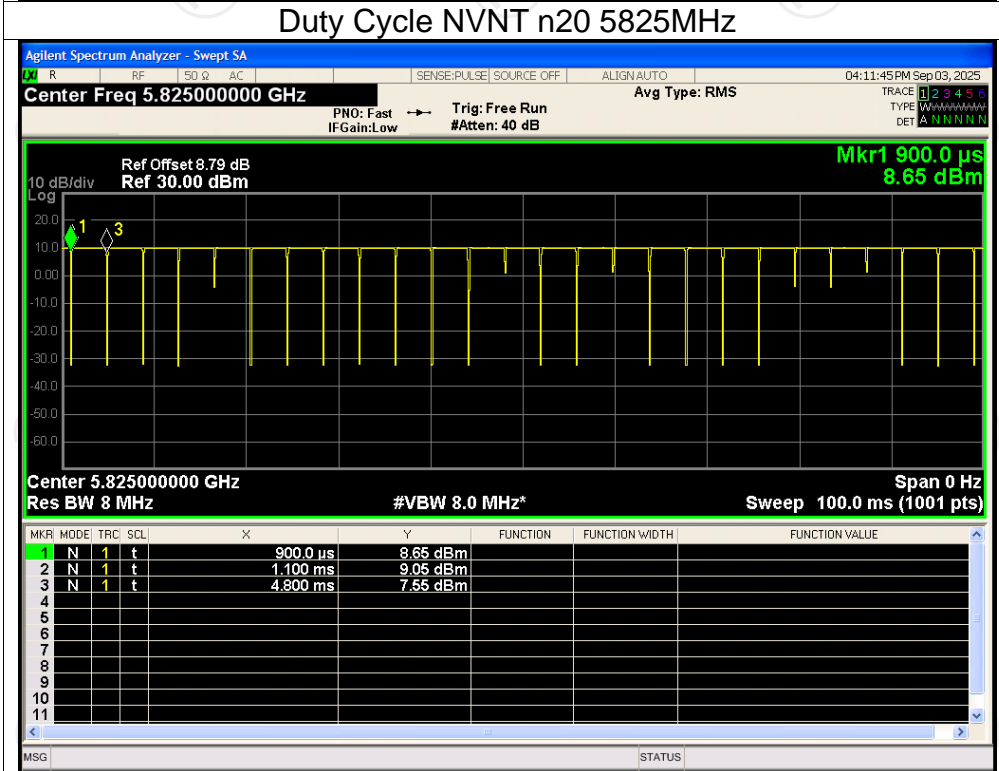 Duty Cycle NVNT n20 5825MHz
Agilent Spectrum Analyzer - Swept SA
LXI R RF 50 Ω AC SENSE:PULSE SOURCE OFF ALIGN AUTO 04:11:45 PM Sep 03, 2025
Center Freq 5.825000000 GHz Avg Type: RMS TRACE 1 2 3 4 5 6
PNO: Fast Trig: Free Run TYPE
IFGain:Low #Atten: 40 dB DET A N N N N N
Mkr1 900.0 µs
Ref Offset 8.79 dB
10 dB/div Ref 30.00 dBm 8.65 dBm
Log
20.0
1 3
10.0
0.00
-10.0
-20.0
-30.0
-40.0
-50.0
-60.0
Center 5.825000000 GHz Span 0 Hz
Res BW 8 MHz #VBW 8.0 MHz* Sweep 100.0 ms (1001 pts)
MKR MODE TRC SCL X Y FUNCTION FUNCTION WIDTH FUNCTION VALUE
1 N 1 t 900.0 µs 8.65 dBm
2 N 1 t 1.100 ms 9.05 dBm
3 N 1 t 4.800 ms 7.55 dBm
4
5
6
7
8
9
10
11
MSG STATUS